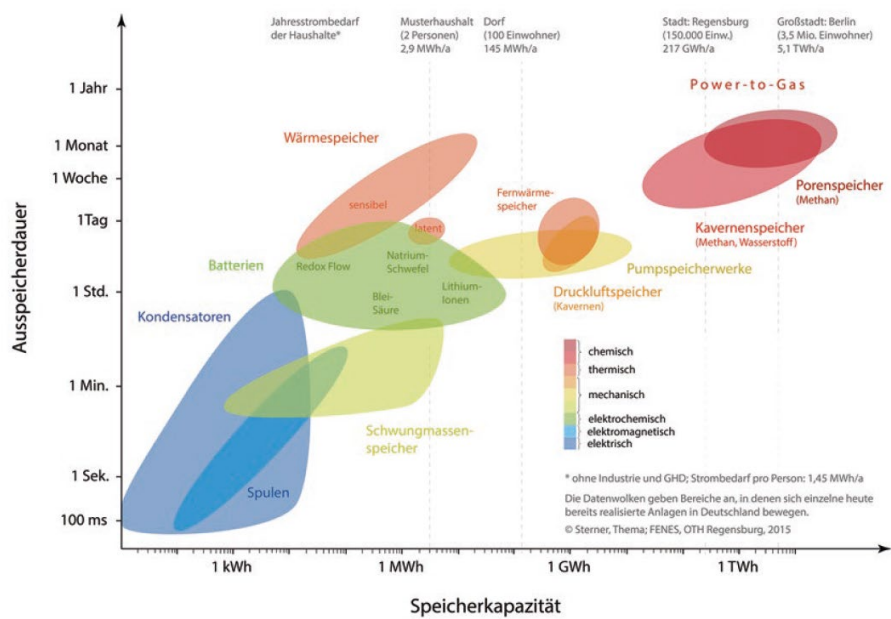 Jahresstrombedarf
der Haushalte*
Musterhaushalt
(2 Personen)
2,9 MWh/a
Dorf
(100 Einwohner)
145 MWh/a
Stadt: Regensburg
(150.000 Einw.)
217 GWh/a
Großstadt: Berlin
(3,5 Mio. Einwohner)
5,1 TWh/a
Ausspeicherdauer
1 Jahr
1 Monat
1 Woche
1Tag
1 Std.
1 Min.
1 Sek.
100 ms
Power-to-Gas
Wärmespeicher
sensibel
latent
Fernwärme-
speicher
Porenspeicher
(Methan)
Kavernenspeicher
(Methan, Wasserstoff)
Batterien
Redox Flow
Natrium-
Schwefel
Blei-
Säure
Lithium-
Ionen
Pumpspeicherwerke
Druckluftspeicher
(Kavernen)
Kondensatoren
Schwungmassen-
speicher
Spulen
chemisch
thermisch
mechanisch
elektrochemisch
elektromagnetisch
elektrisch
* ohne Industrie und GHD; Strombedarf pro Person: 1,45 MWh/a
Die Datenwolken geben Bereiche an, in denen sich einzelne heute
bereits realisierte Anlagen in Deutschland bewegen.
© Sterner, Thema; FENES, OTH Regensburg, 2015
1 kWh
1 MWh
1 GWh
1 TWh
Speicherkapazität